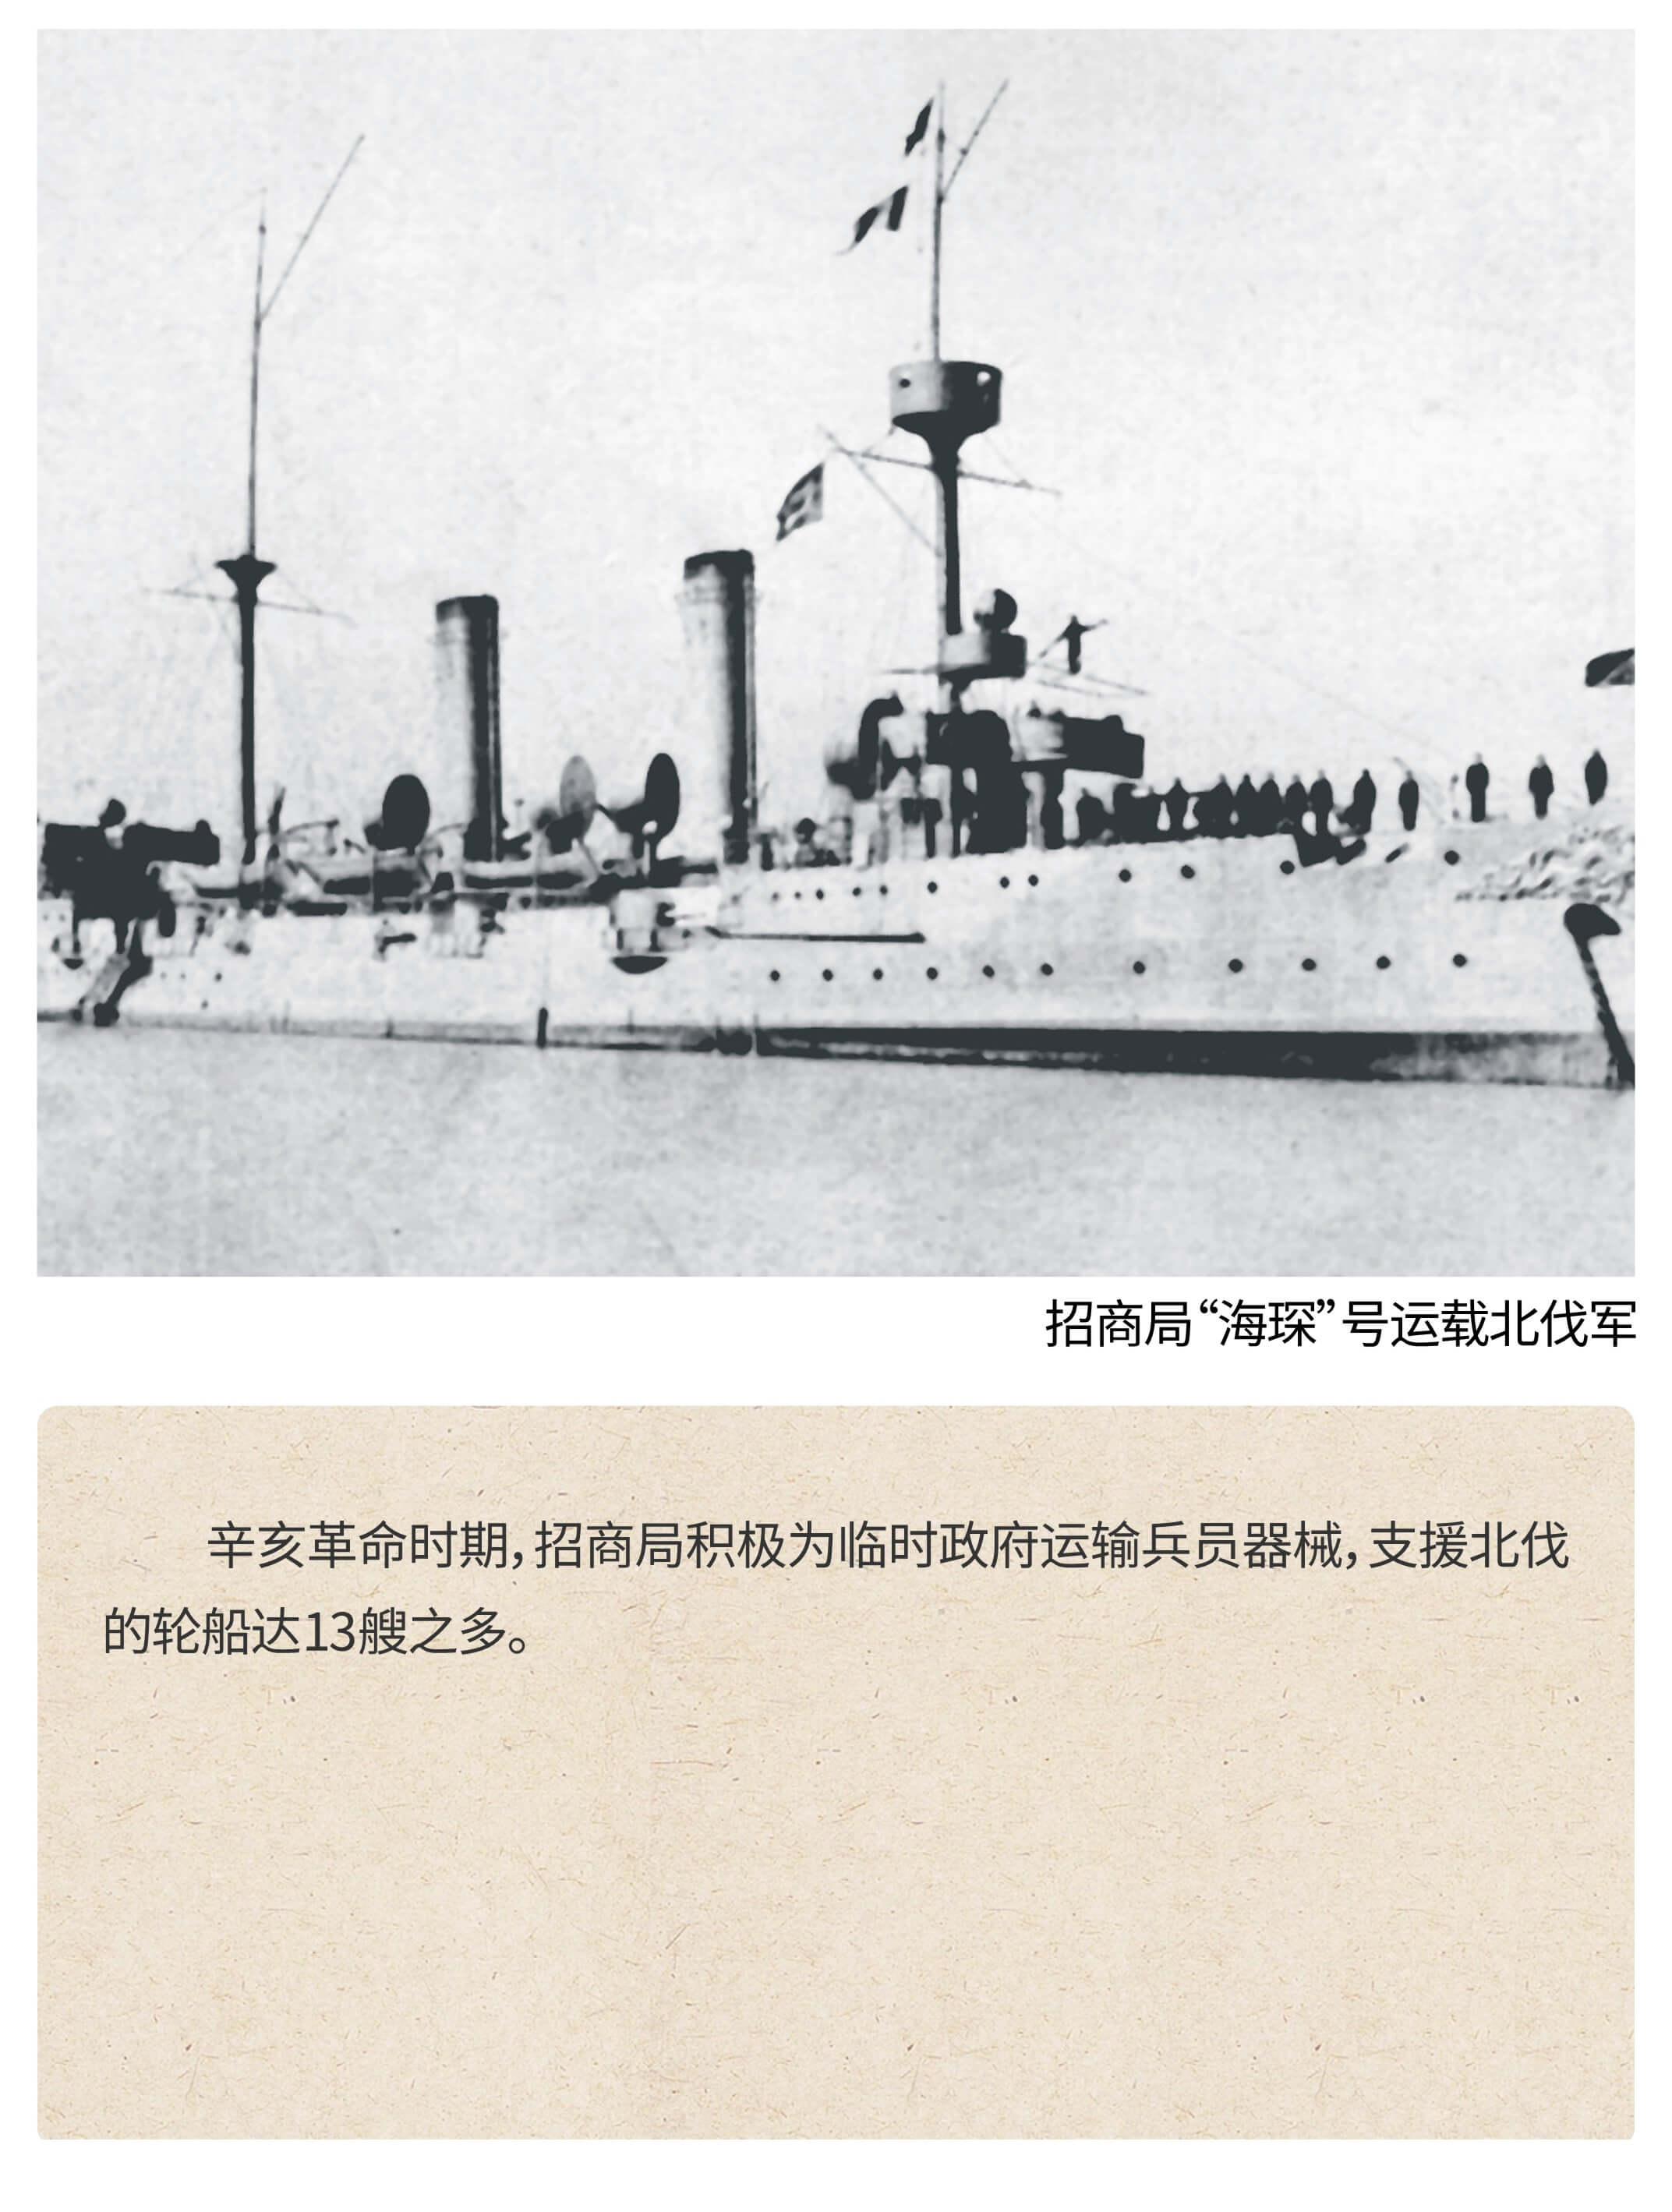 招商局“海琛”号运载北伐军
辛亥革命时期，招商局积极为临时政府运输兵员器械，支援北伐
的轮船达13艘之多。